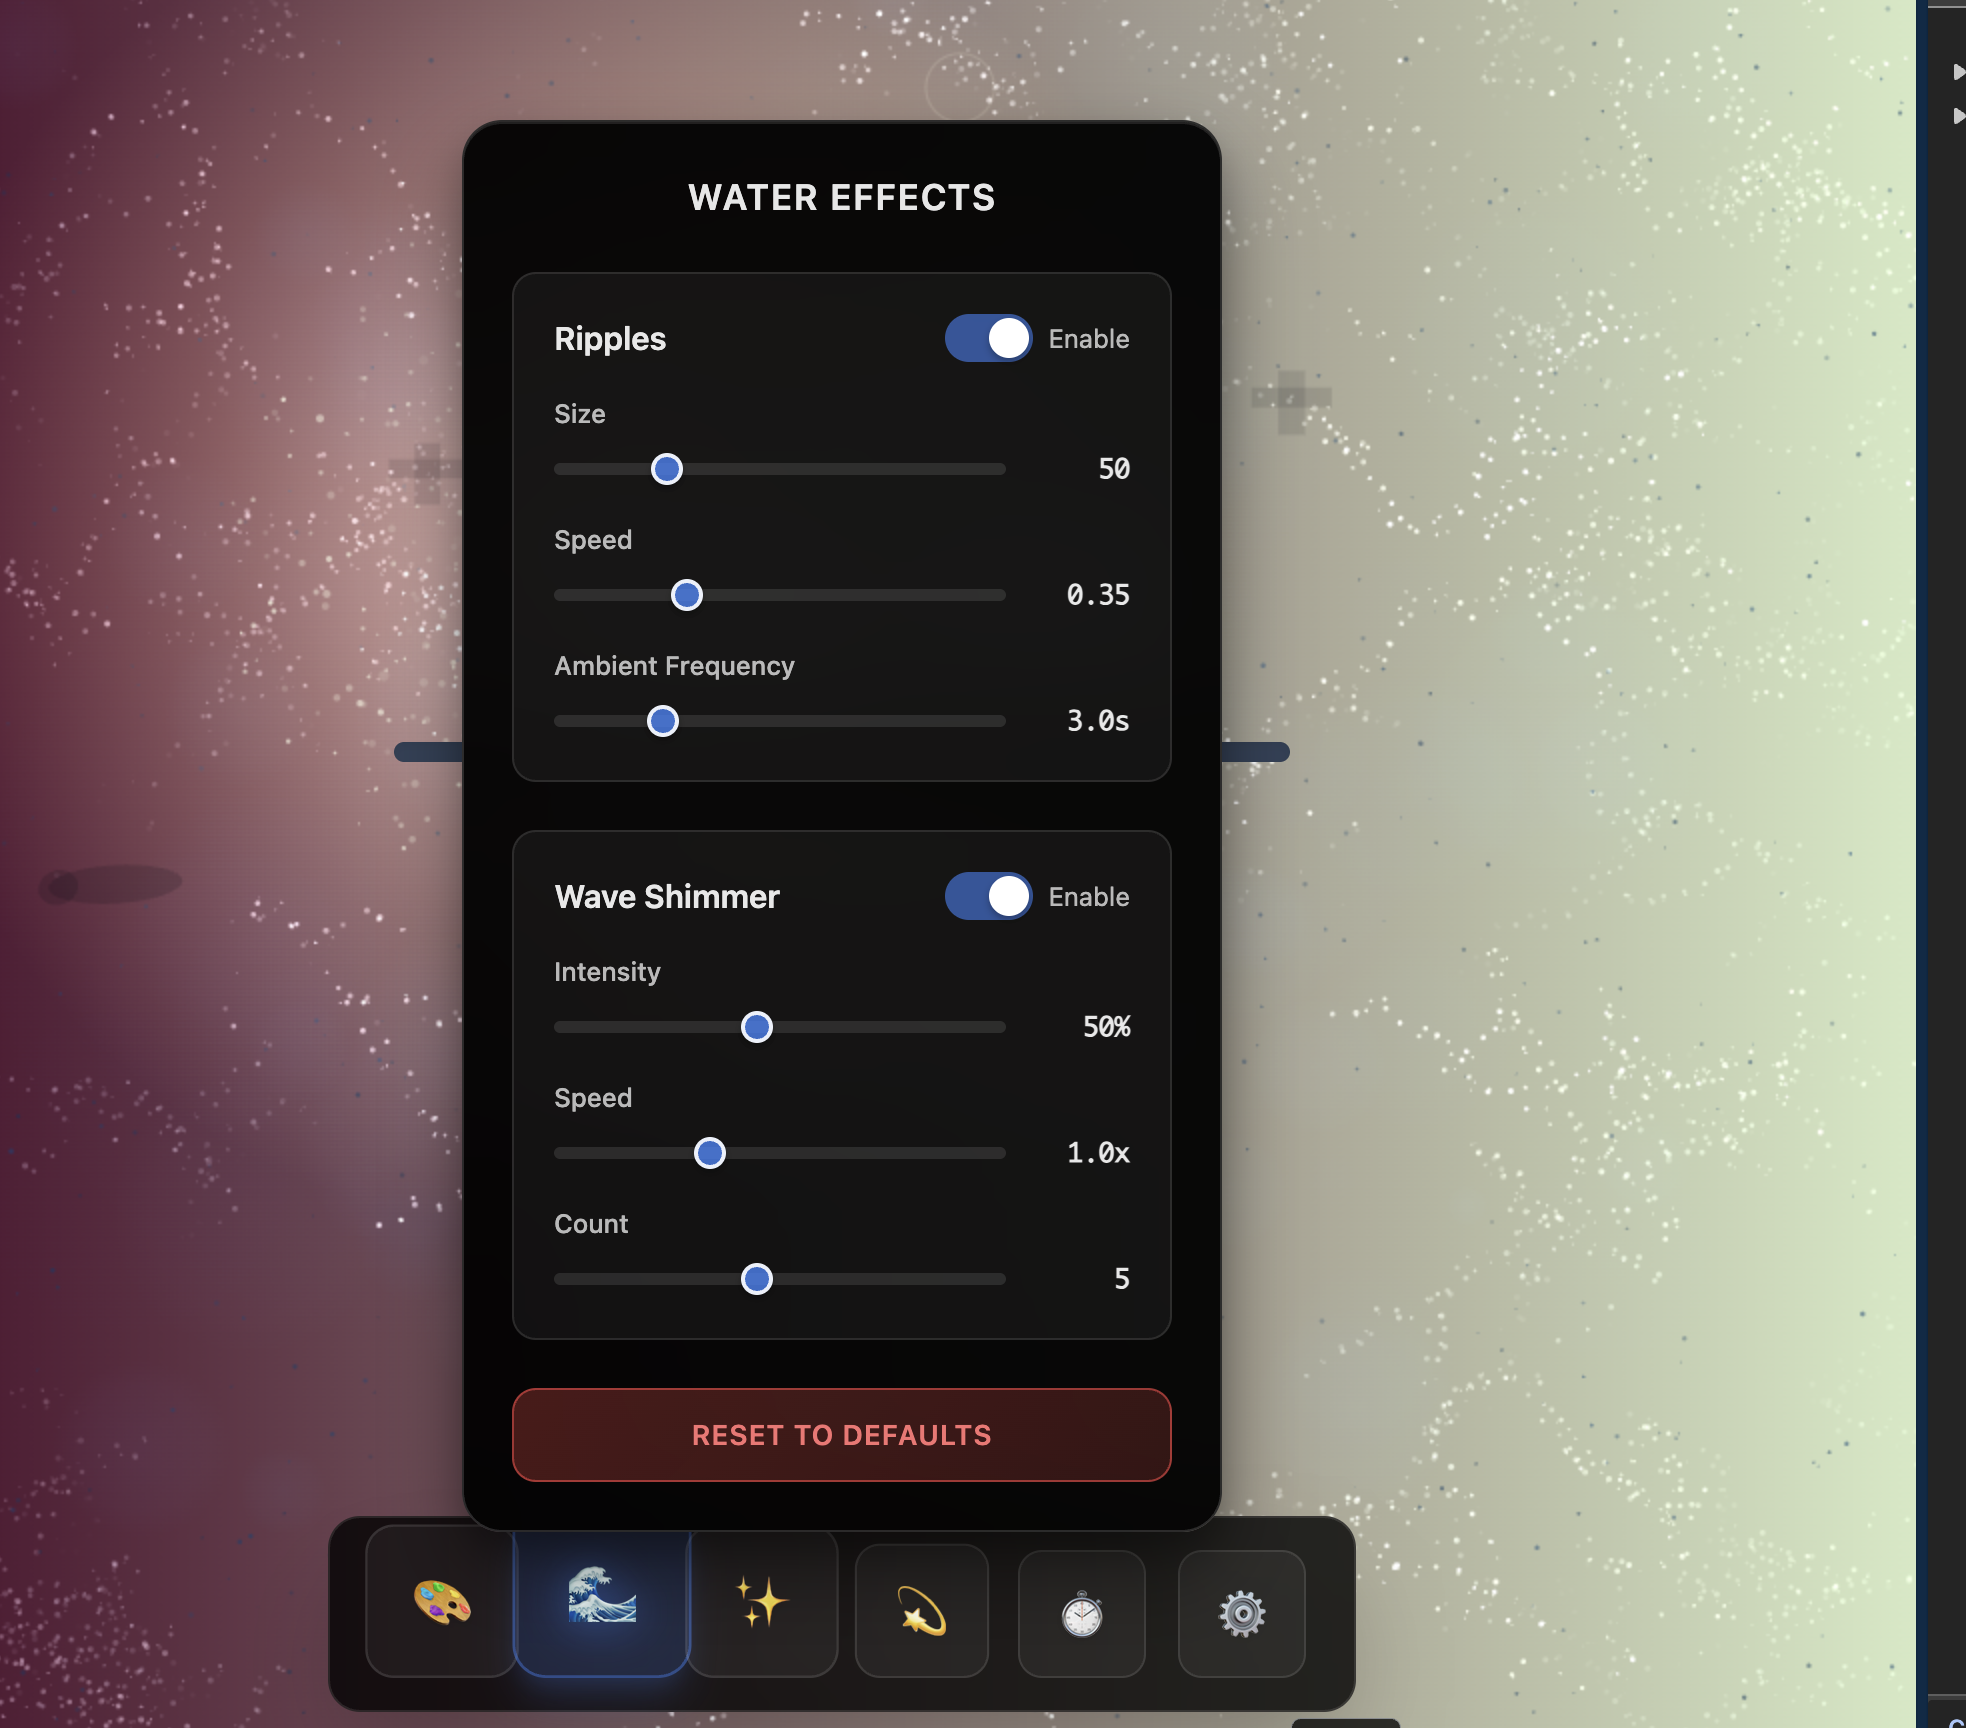 WATER EFFECTS
Ripples
Enable
Size
50
Speed
0.35
Ambient Frequency
3.0s
Wave Shimmer
Enable
Intensity
50%
Speed
1.0x
Count
5
RESET TO DEFAULTS